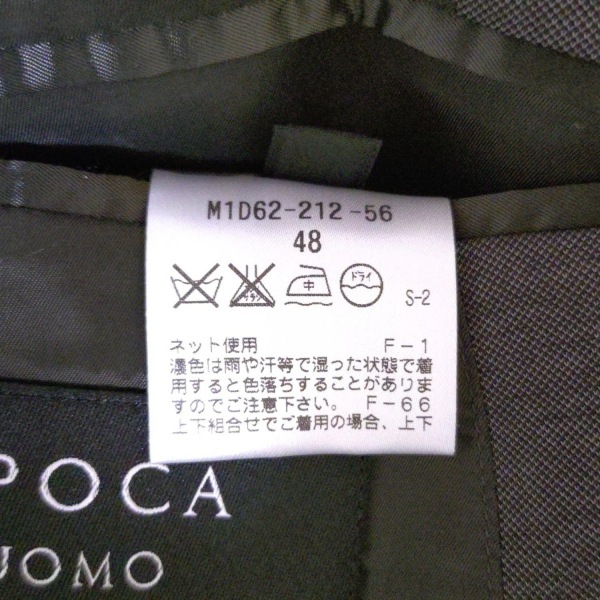 M1D62-212-56
48
中 ドライ
S-2
ネット使用 F-1
濃色は雨や汗等で湿った状態で着
用すると色落ちすることがありま
すのでご注意下さい。 F-66
上下組合せでご着用の場合、上下
POCA
UOMO